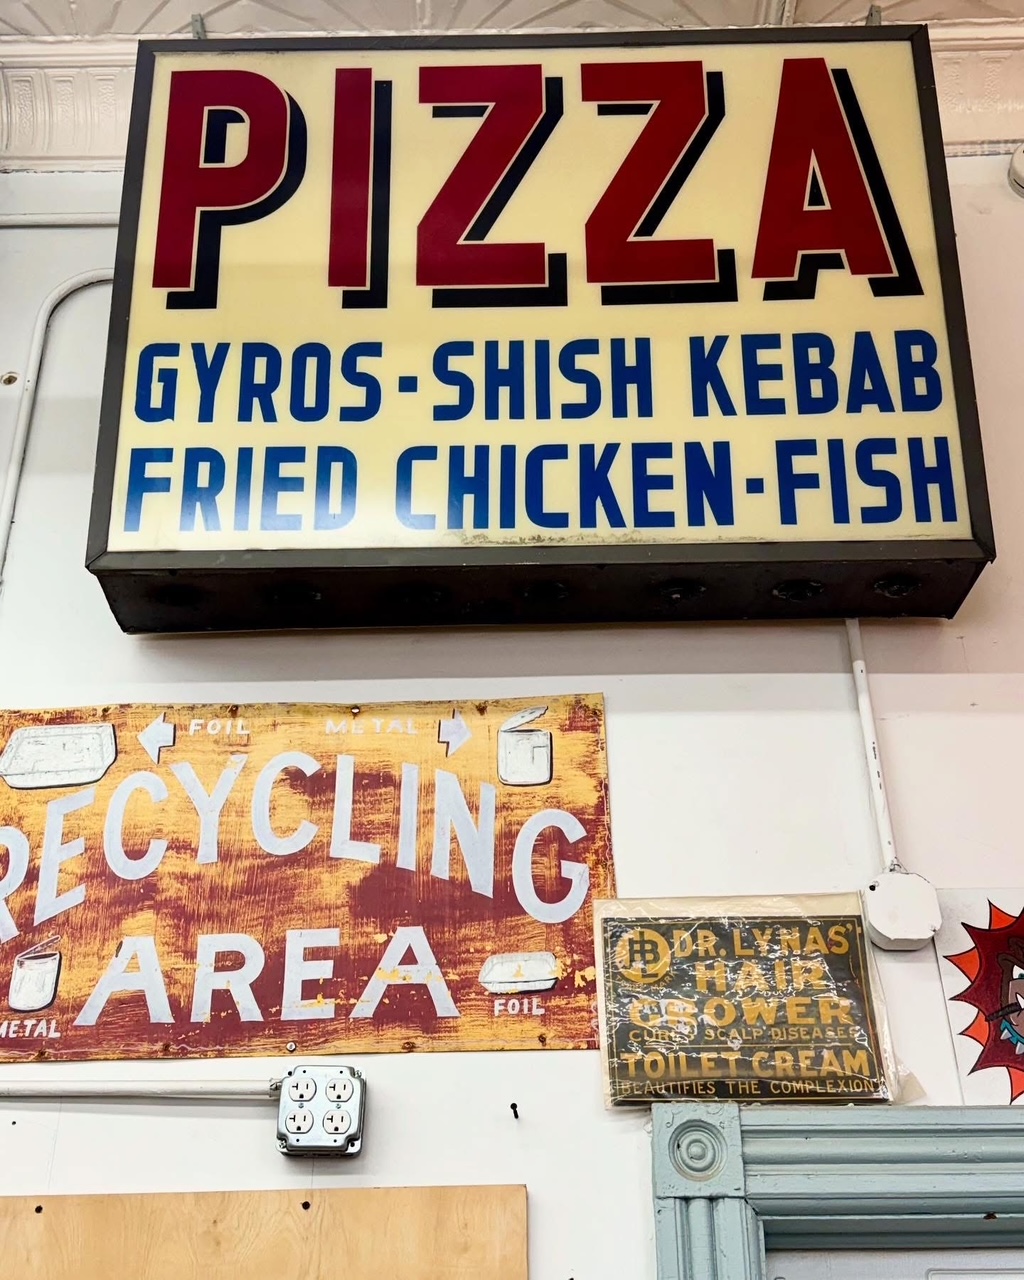 PIZZA
GYROS-SHISH KEBAB
FRIED CHICKEN-FISH
FOIL METAL
RECYCLING
AREA
METAL
FOIL
HB DR. LYNAS'
HAIR
GROWER
CURES SCALP DISEASES
TOILET CREAM
BEAUTIFIES THE COMPLEXION